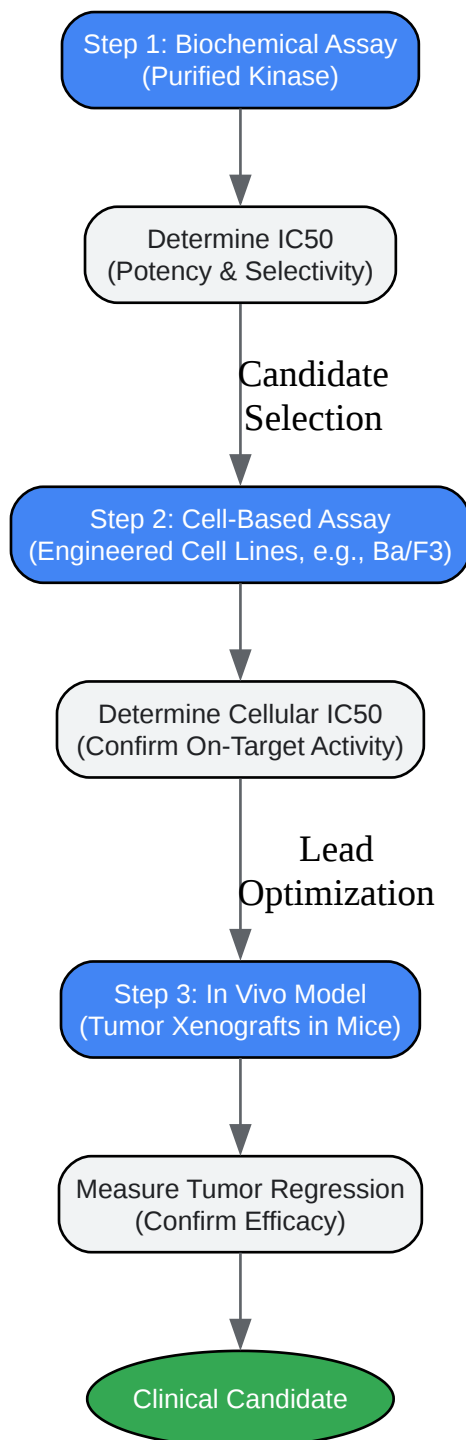 Step 1: Biochemical Assay
(Purified Kinase)
Determine IC50
(Potency & Selectivity)
Candidate
Selection
Step 2: Cell-Based Assay
(Engineered Cell Lines, e.g., Ba/F3)
Determine Cellular IC50
(Confirm On-Target Activity)
Lead
Optimization
Step 3: In Vivo Model
(Tumor Xenografts in Mice)
Measure Tumor Regression
(Confirm Efficacy)
Clinical Candidate